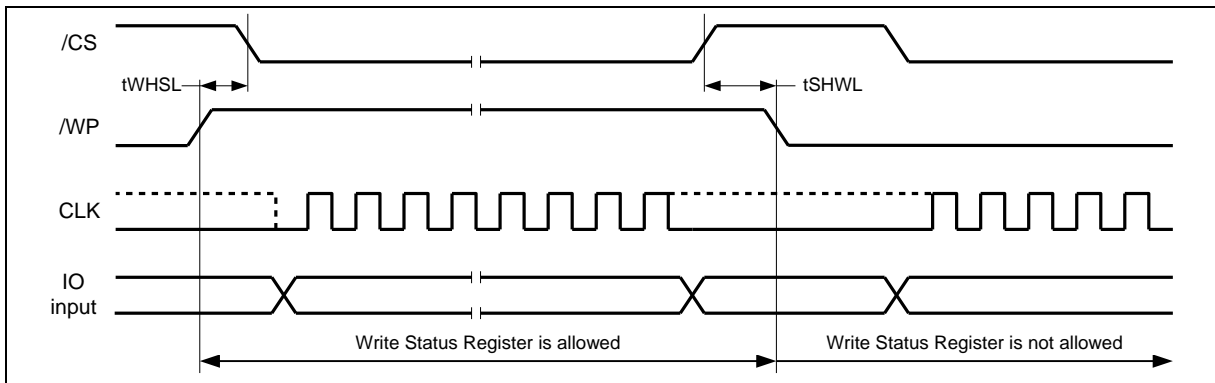 /CS
tWHSL
tSHWL
/WP
CLK
IO
input
Write Status Register is allowed
Write Status Register is not allowed